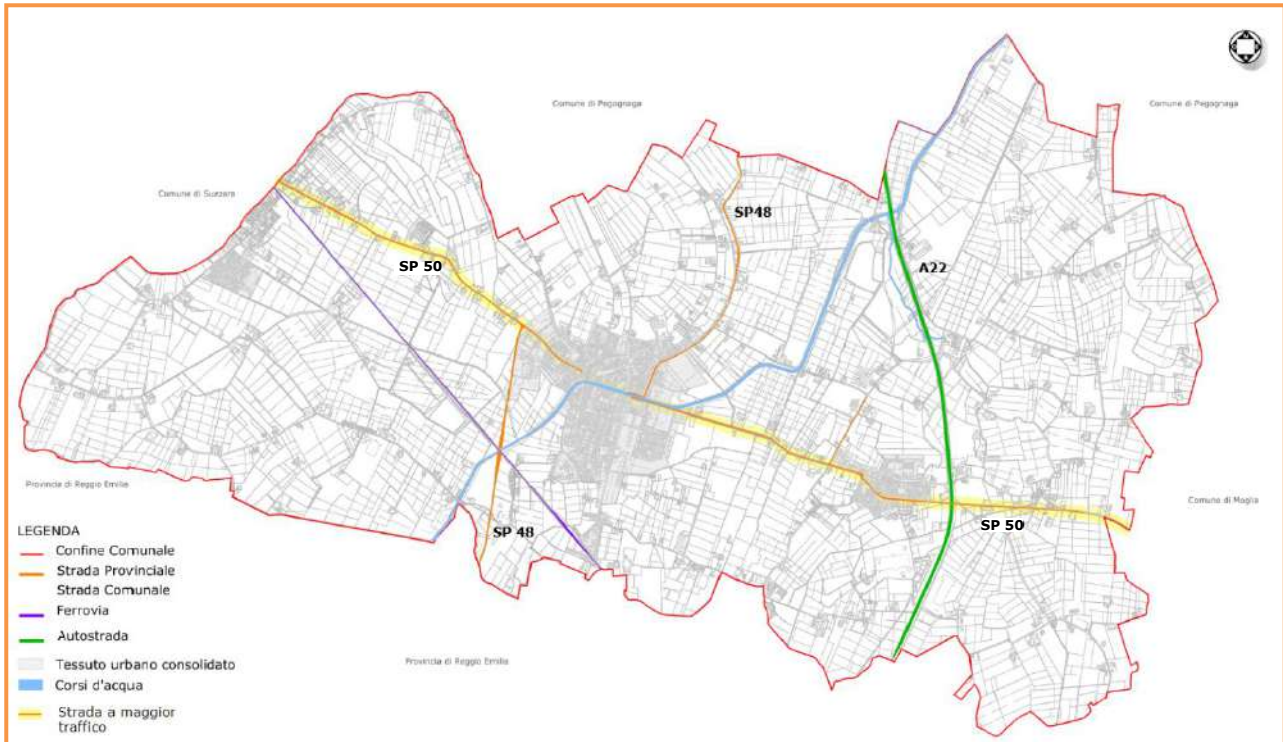 Comune di Pegognaga
Comune di Pegognaga
Comune di Suzzara
SP48
SP 50
A22
Provincia di Reggio Emilia
Comune di Moglia
SP 50
SP 48
Provincia di Reggio Emilia
LEGENDA
Confine Comunale
Strada Provinciale
Strada Comunale
Ferrovia
Autostrada
Tessuto urbano consolidato
Corsi d'acqua
Strada a maggior
traffico